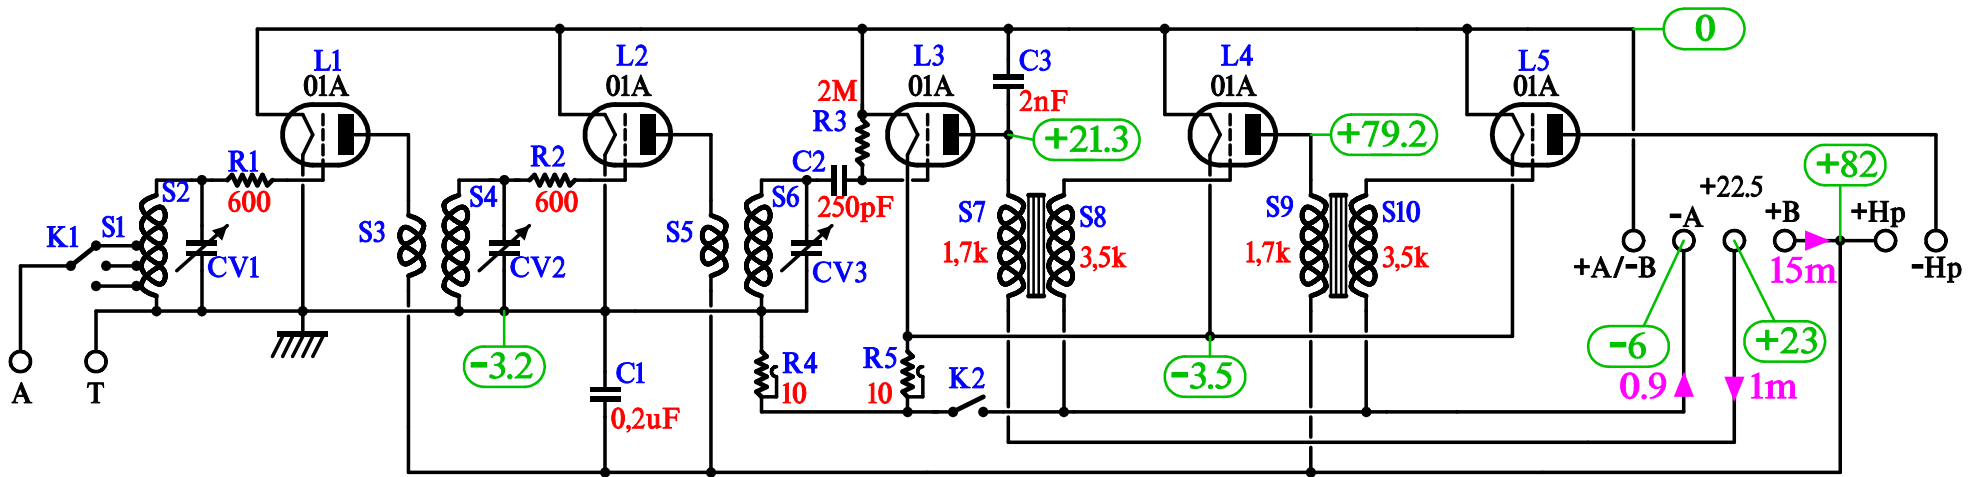 0
L1
01A
L2
01A
L3
01A
C3
2nF
L4
01A
L5
01A
2M
R3
+21.3
+79.2
+82
R1
600
R2
600
C2
250pF
S2
S1
K1
S3
S4
S5
S6
S7
1,7k
S8
3,5k
S9
1,7k
S10
3,5k
CV1
CV2
CV3
+22.5
-A
+B
+Hp
+A/-B
15m
-Hp
-3.2
-3.5
-6
+23
0.9
1m
A
T
C1
0,2uF
R4
10
R5
10
K2